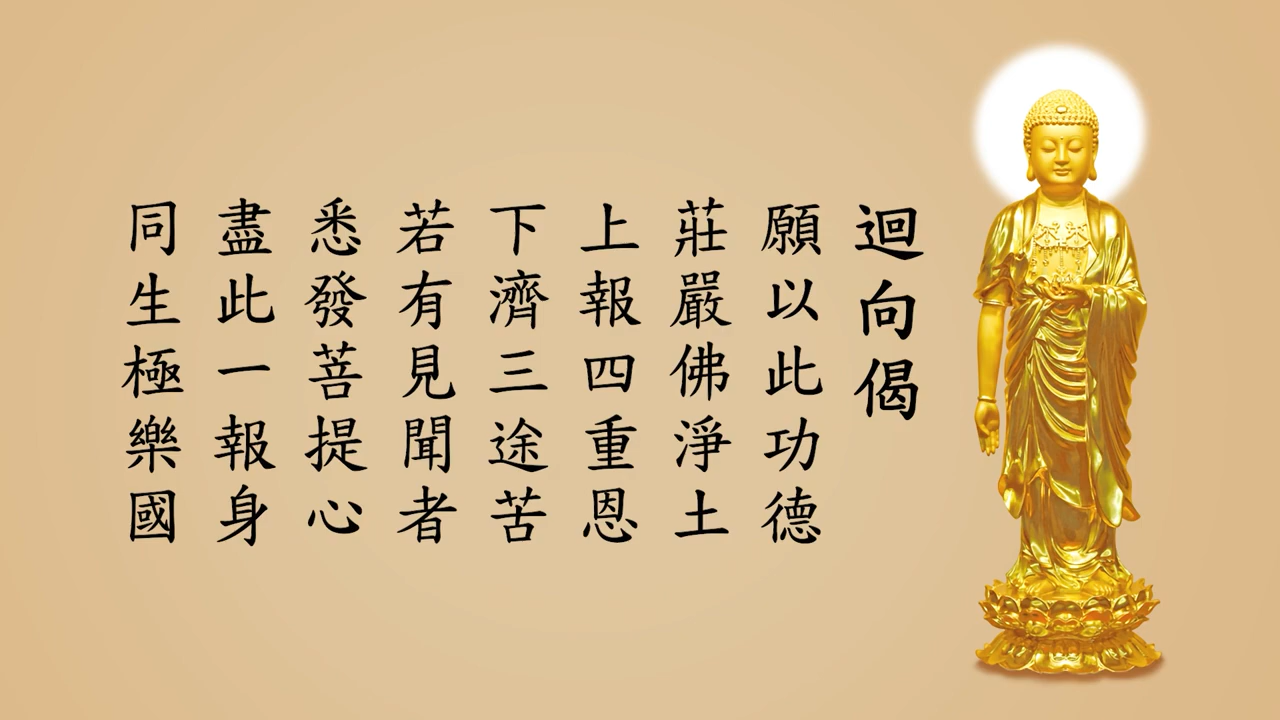 迴向偈
願以此功德
莊嚴佛淨土
上報四重恩
下濟三途苦
若有見聞者
悉發菩提心
盡此一報身
同生極樂國